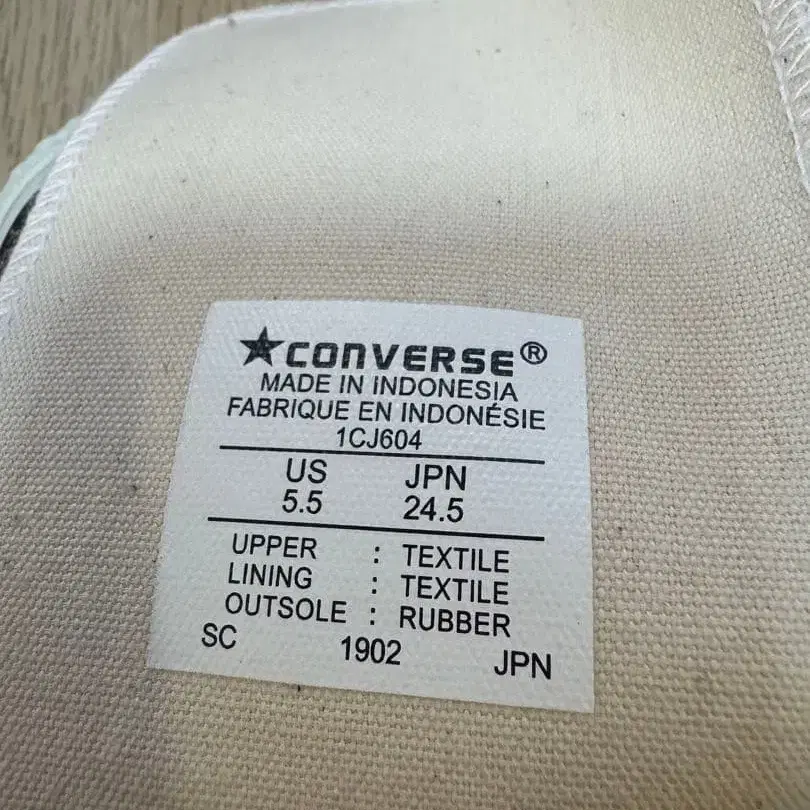 ★CONVERSE®
MADE IN INDONESIA
FABRIQUE EN INDONÉSIE
1CJ604
US JPN
5.5 24.5
UPPER : TEXTILE
LINING : TEXTILE
OUTSOLE : RUBBER
SC 1902 JPN